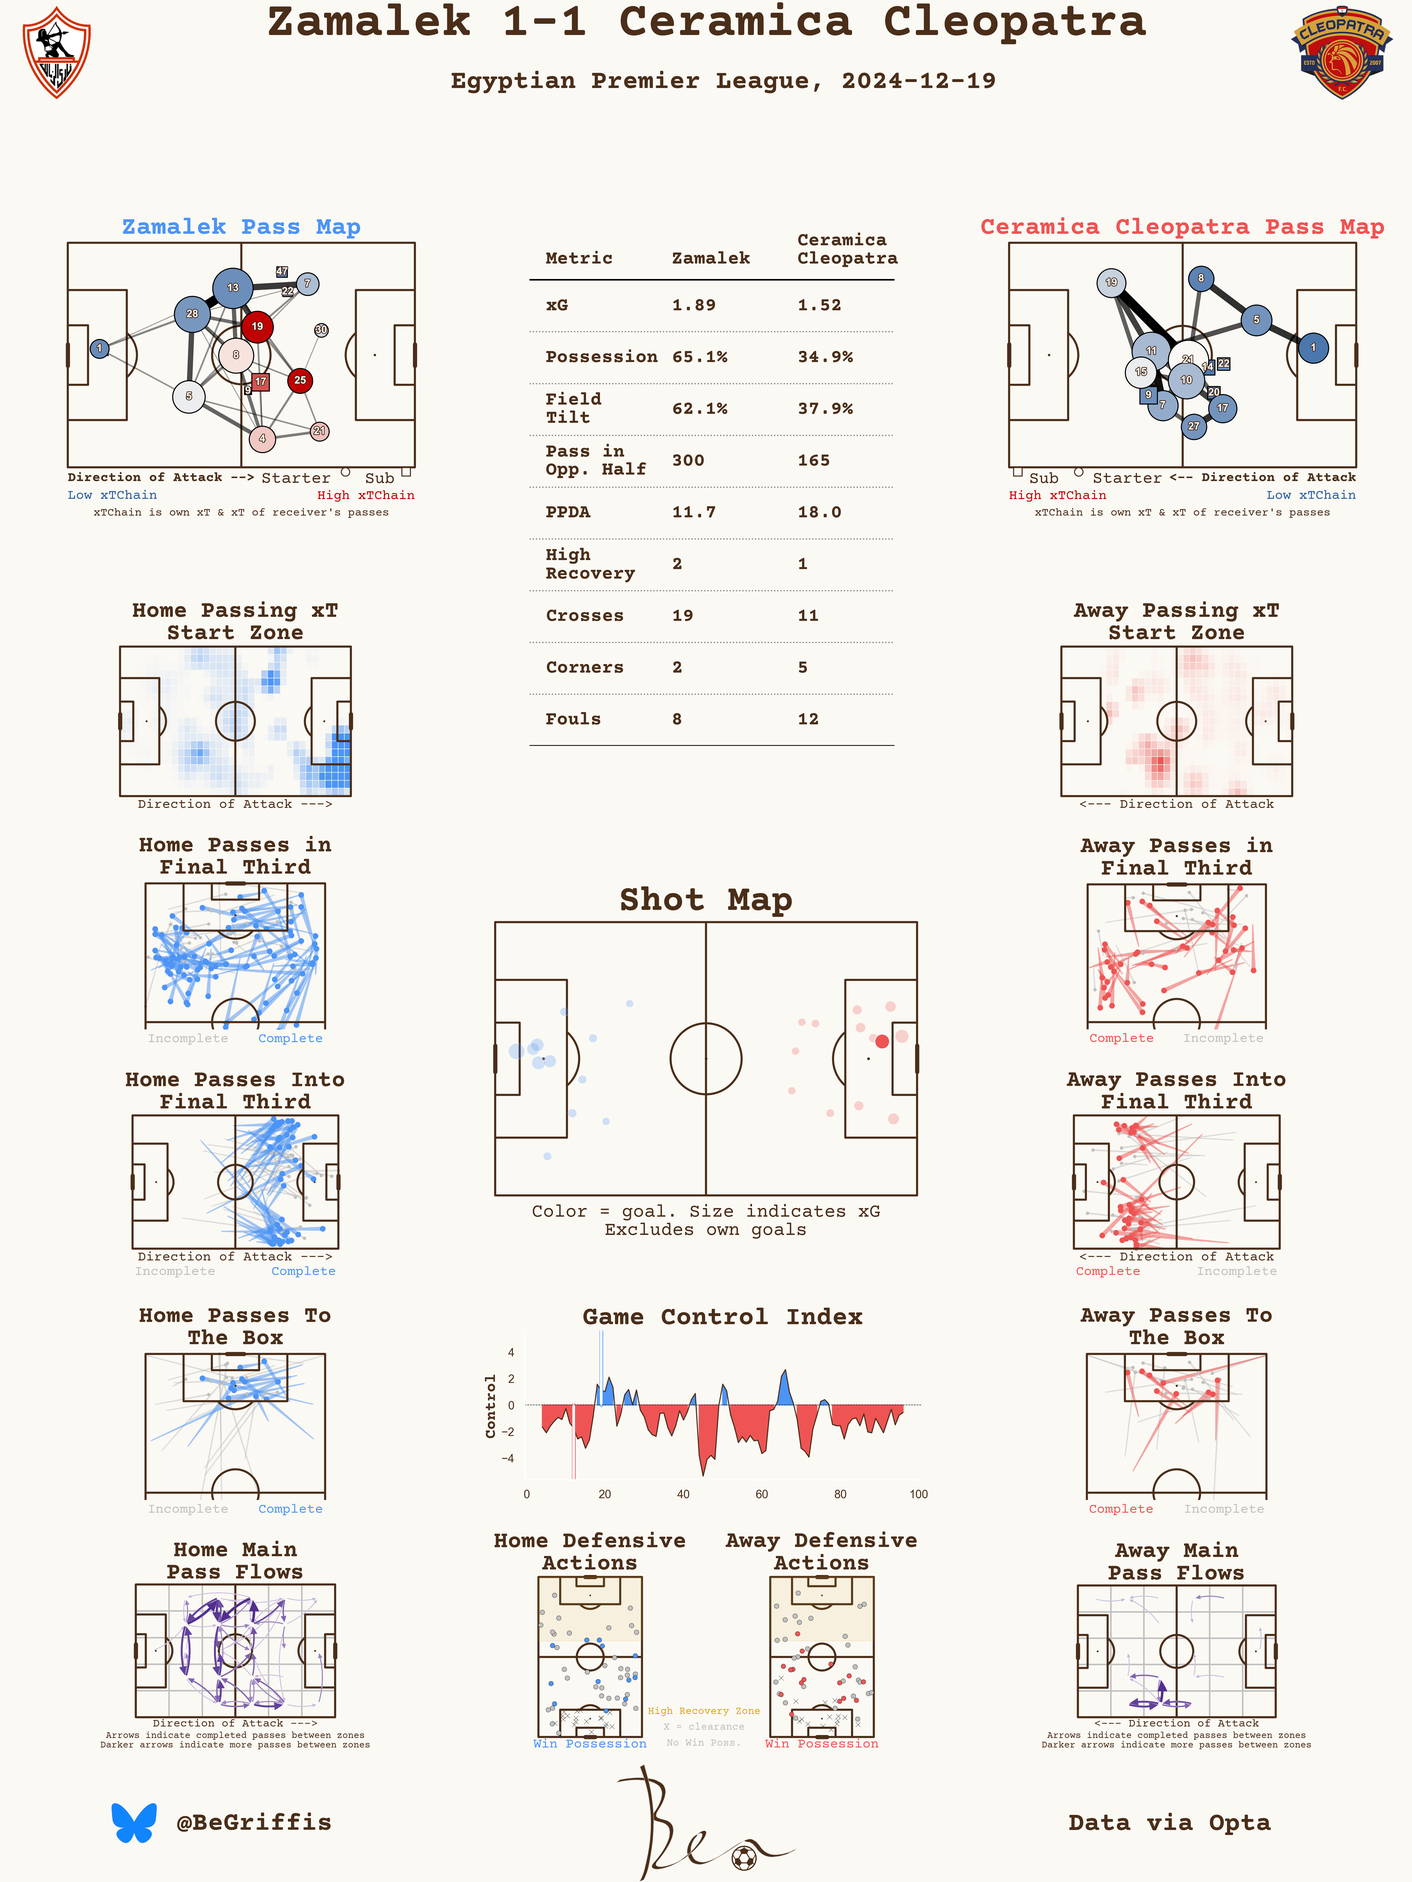 Zamalek 1-1 Ceramica Cleopatra
Egyptian Premier League, 2024-12-19
CLEOPATRA
ESTD 2007
F.C.
Zamalek Pass Map
47
13
7
22
28
19
30
1
8
25
17
9
5
21
4
Direction of Attack --> Starter Sub
Low xTChain High xTChain
xTChain is own xT & xT of receiver's passes
Metric Zamalek Ceramica Cleopatra
xG 1.89 1.52
Possession 65.1% 34.9%
Field Tilt 62.1% 37.9%
Pass in Opp. Half 300 165
PPDA 11.7 18.0
High Recovery 2 1
Crosses 19 11
Corners 2 5
Fouls 8 12
Ceramica Cleopatra Pass Map
19
8
5
1
11
21
14
22
15
10
9
7
20
17
27
Sub Starter <-- Direction of Attack
High xTChain Low xTChain
xTChain is own xT & xT of receiver's passes
Home Passing xT
Start Zone
Direction of Attack --->
Away Passing xT
Start Zone
<--- Direction of Attack
Home Passes in
Final Third
Incomplete Complete
Away Passes in
Final Third
Complete Incomplete
Shot Map
Color = goal. Size indicates xG
Excludes own goals
Home Passes Into
Final Third
Direction of Attack --->
Incomplete Complete
Away Passes Into
Final Third
<--- Direction of Attack
Complete Incomplete
Home Passes To
The Box
Incomplete Complete
Game Control Index
Control
4
2
0
−2
−4
0 20 40 60 80 100
Away Passes To
The Box
Complete Incomplete
Home Main
Pass Flows
Direction of Attack --->
Arrows indicate completed passes between zones
Darker arrows indicate more passes between zones
Home Defensive
Actions
Win Possession
High Recovery Zone
X = clearance
No Win Poss.
Away Defensive
Actions
Win Possession
Away Main
Pass Flows
<--- Direction of Attack
Arrows indicate completed passes between zones
Darker arrows indicate more passes between zones
@BeGriffis
Ben
Data via Opta